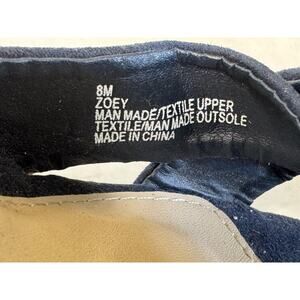 8M
ZOEY
MAN MADE/TEXTILE UPPER
TEXTILE/MAN MADE OUTSOLE
MADE IN CHINA